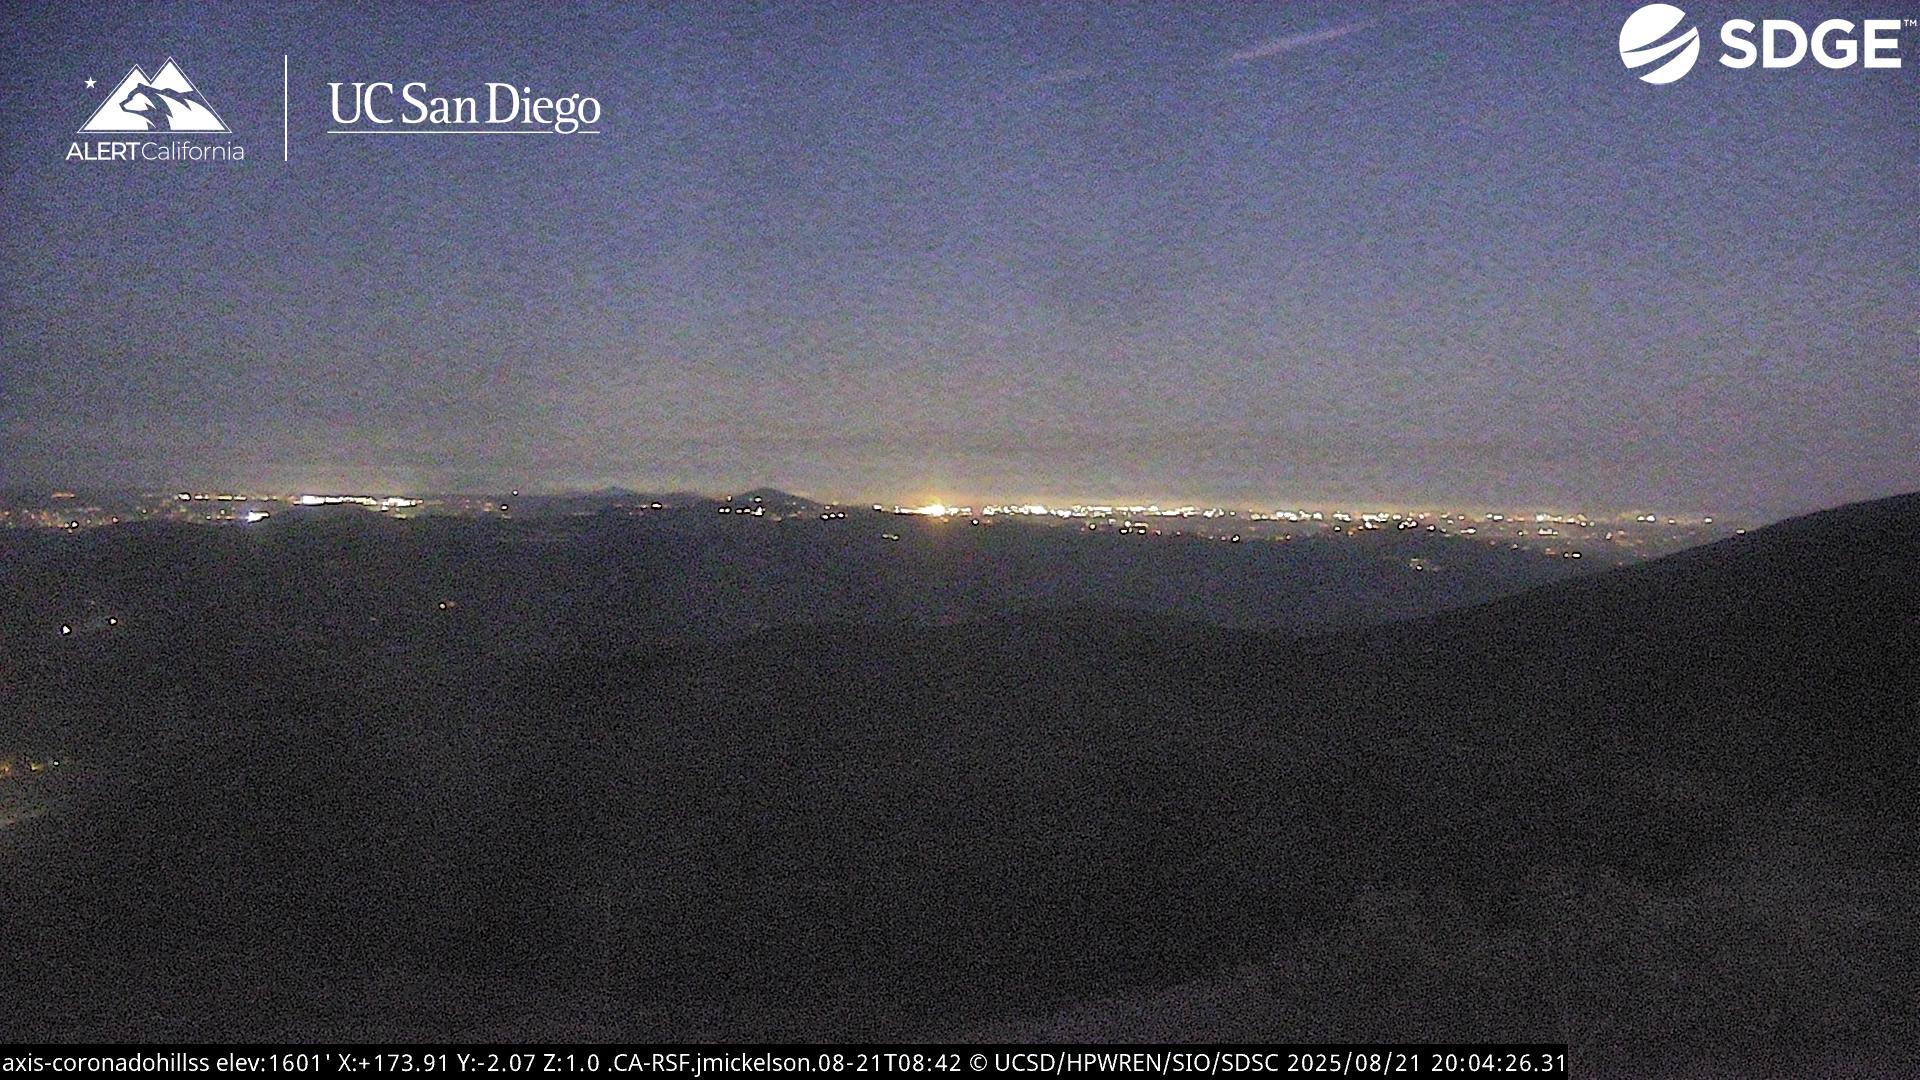 ALERTCalifornia
UC San Diego
SDGE™
axis-coronadohillss elev:1601' X:+173.91 Y:-2.07 Z:1.0 .CA-RSF.jmickelson.08-21T08:42 © UCSD/HPWREN/SIO/SDSC 2025/08/21 20:04:26.31